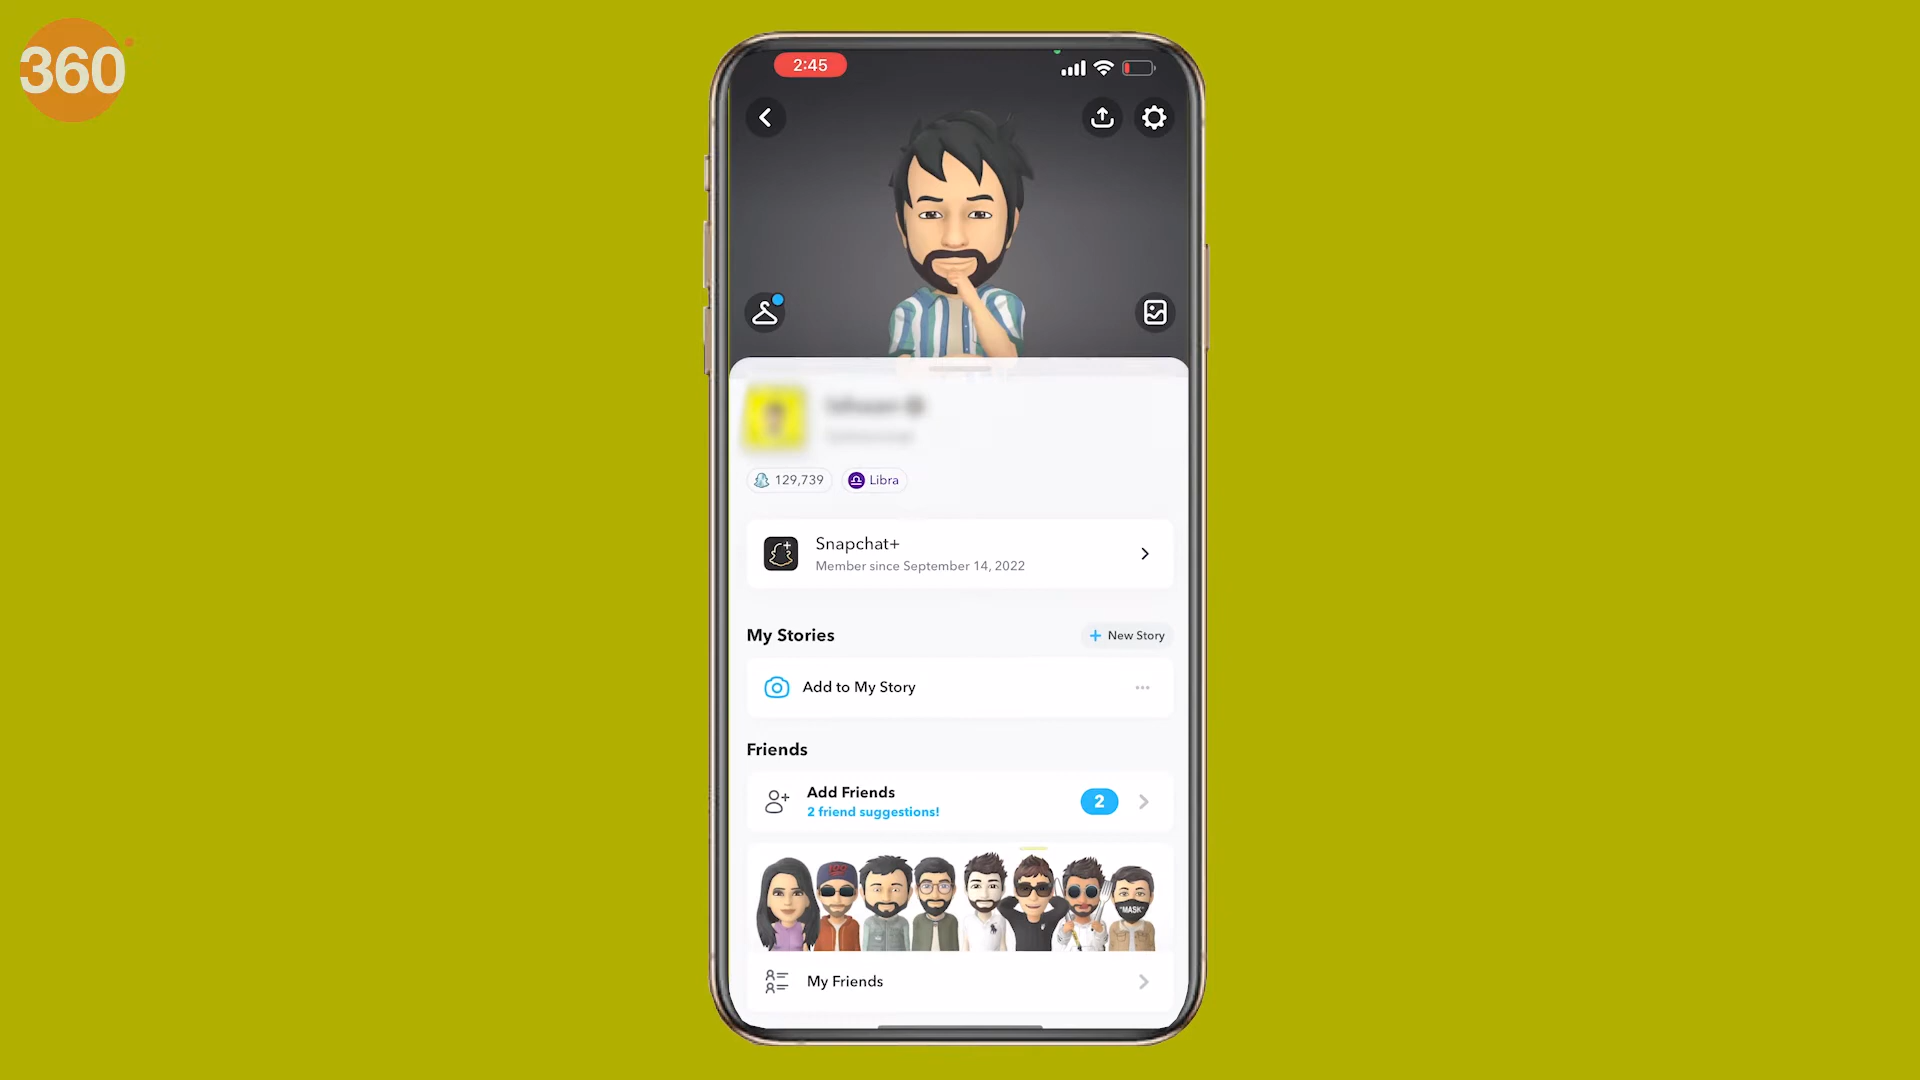 360
2:45
129,739
Libra
Snapchat+
Member since September 14, 2022
My Stories
+ New Story
Add to My Story
Friends
Add Friends
2 friend suggestions!
2
"MASK"
My Friends